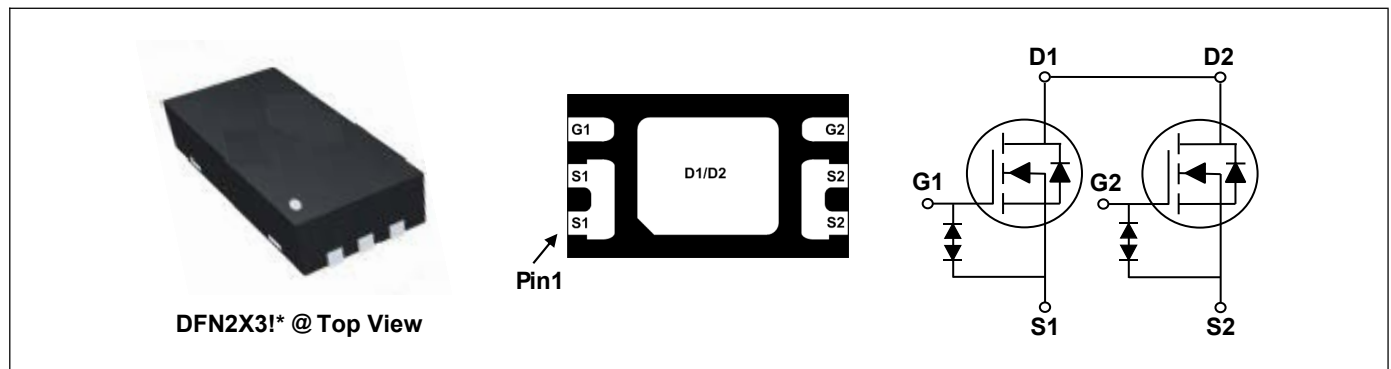 DFN2X3!* @ Top View
G1
G2
S1
S2
D1/D2
S1
S2
Pin1
D1
D2
G1
G2
S1
S2